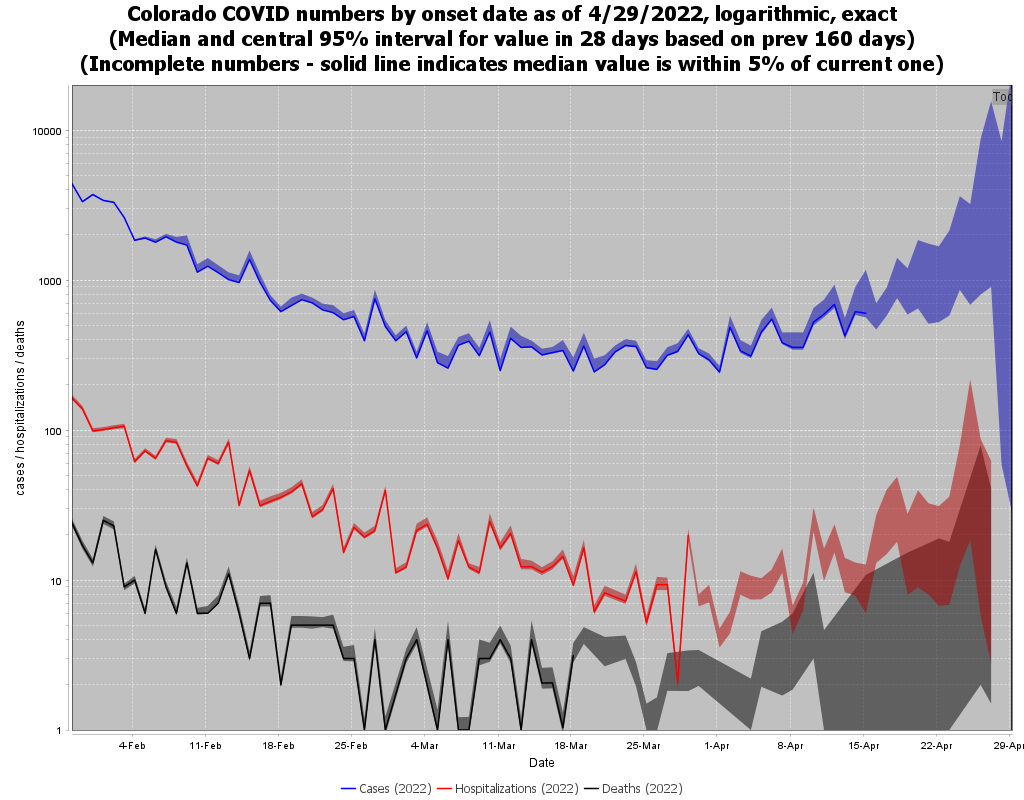 Colorado COVID numbers by onset date as of 4/29/2022, logarithmic, exact
(Median and central 95% interval for value in 28 days based on prev 160 days)
(Incomplete numbers - solid line indicates median value is within 5% of current one)
Toc
10000
1000
100
10
1
cases / hospitalizations / deaths
4-Feb 11-Feb 18-Feb 25-Feb 4-Mar 11-Mar 18-Mar 25-Mar 1-Apr 8-Apr 15-Apr 22-Apr 29-Apr
Date
Cases (2022) Hospitalizations (2022) Deaths (2022)